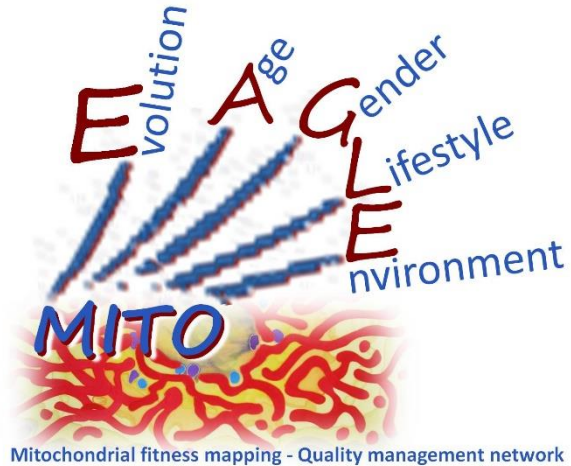 Evolution
Age
Gender
Lifestyle
Environment
MITO
Mitochondrial fitness mapping - Quality management network